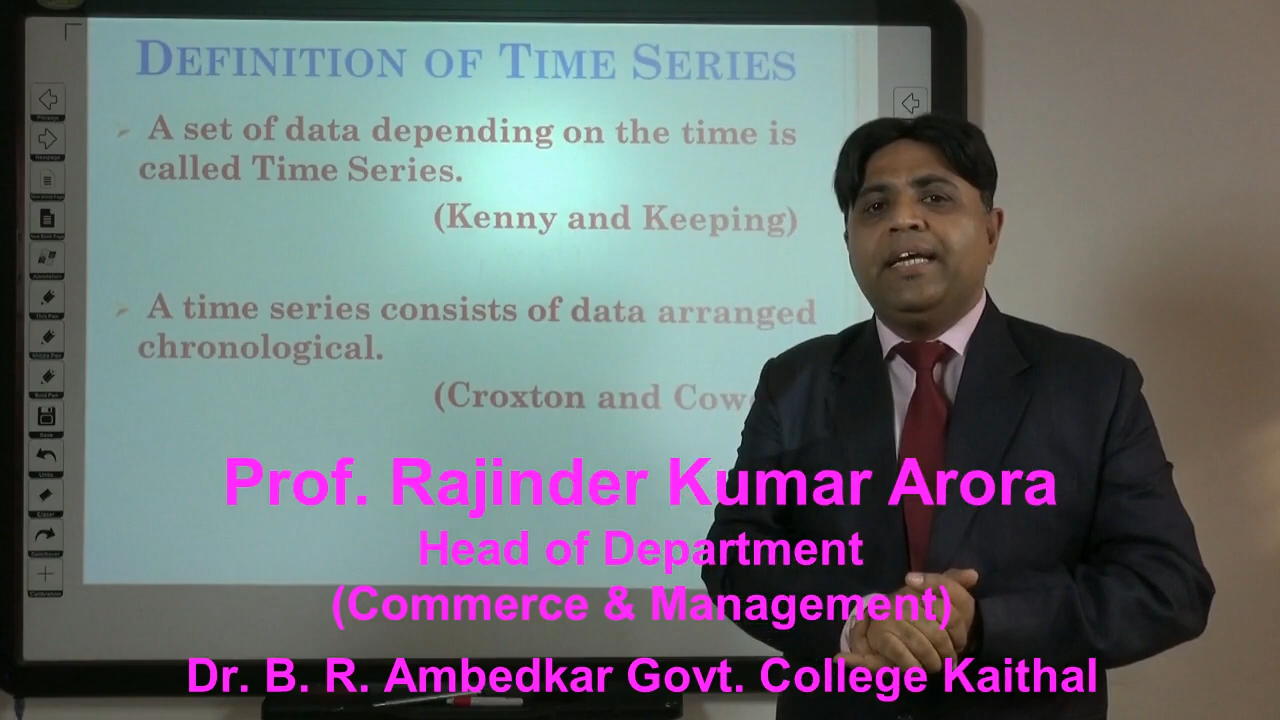 DEFINITION OF TIME SERIES
A set of data depending on the time is
called Time Series.
(Kenny and Keeping)
A time series consists of data arranged
chronological.
(Croxton and
Prof. Rajinder Kumar Arora
Head of Department
(Commerce & Management)
Dr. B. R. Ambedkar Govt. College Kaithal